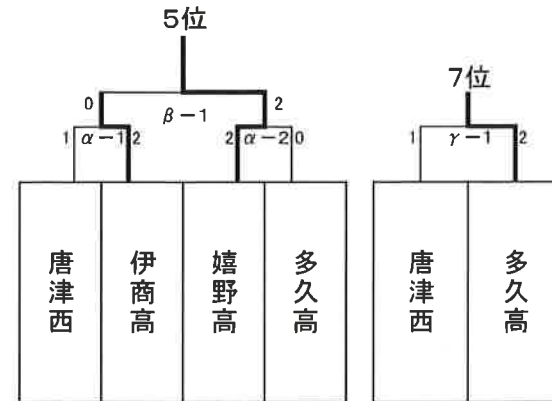 5位
7位
0 β-1 2
1 α-1 2 2 α-2 0
1 γ-1 2
唐津西
伊商高
嬉野高
多久高
唐津西
多久高